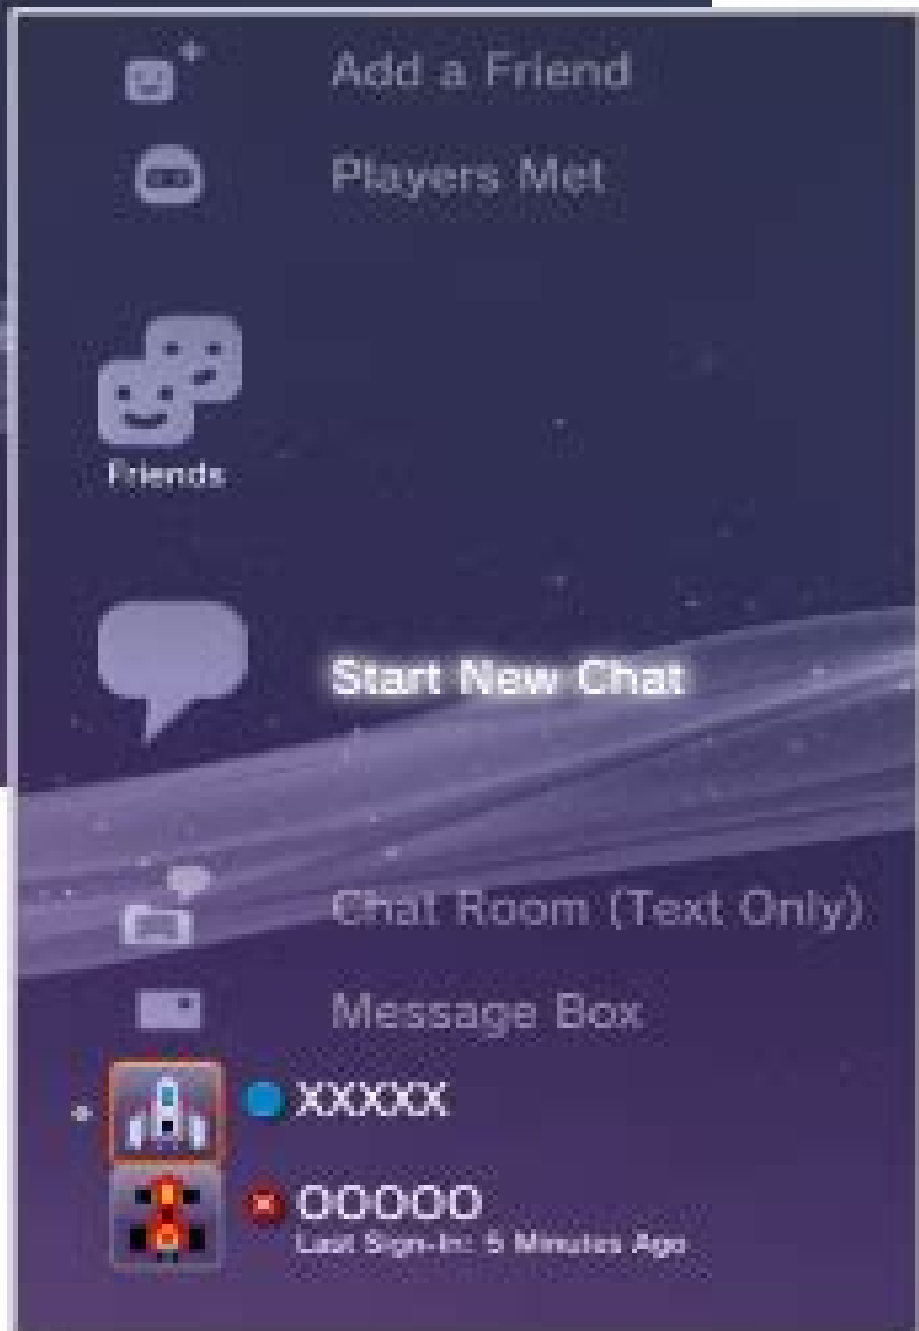 Add a Friend
Players Met
Friends
Start New Chat
Chat Room (Text Only)
Message Box
XXXXX
OOOOO
Last Sign-In: 5 Minutes Ago